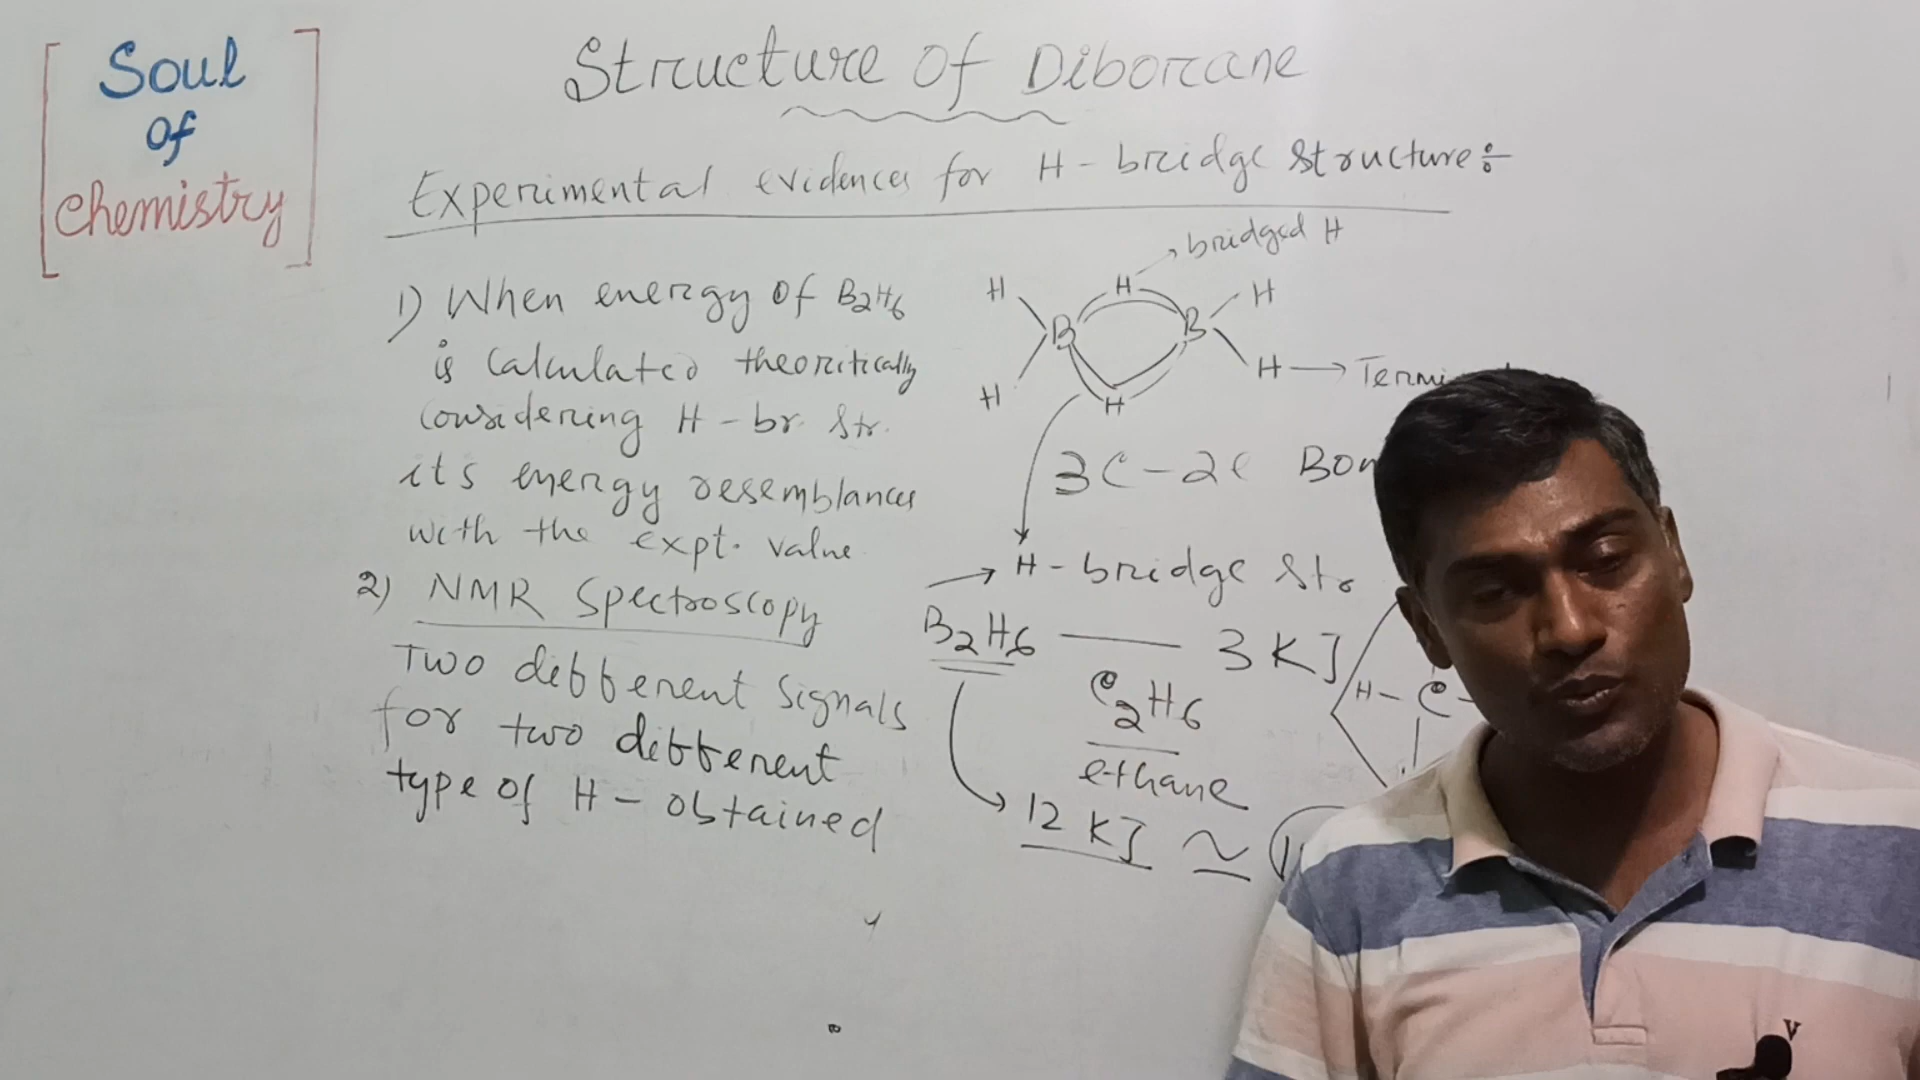 Soul
Of
Chemistry
Structure Of Diborane
Experimental evidences for H - bridge structure ÷
1) When energy of B2H6
is calculated theoritically
Considering H - br. Str.
its energy resemblances
with the expt. value
2) NMR Spectroscopy
Two different signals
for two different
type of H - obtained
bridged H
H H H
B B
H H H → Termi
3C - 2e Bon
H - bridge Str
B2H6 — 3 KJ
C2H6
ethane
H - C -
12 KJ ≃